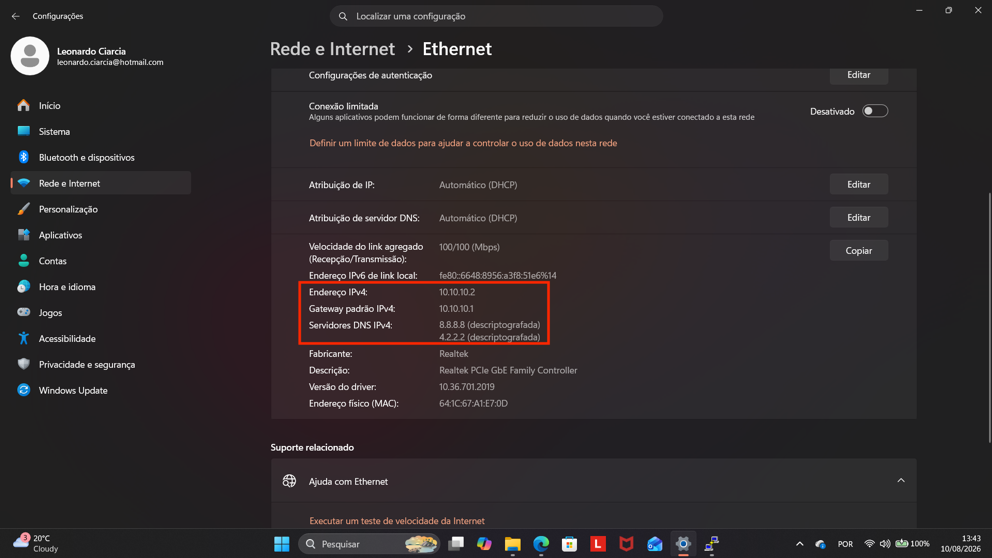 Configurações
Localizar uma configuração
Leonardo Ciarcia
leonardo.ciarcia@hotmail.com
Início
Sistema
Bluetooth e dispositivos
Rede e Internet
Personalização
Aplicativos
Contas
Hora e idioma
Jogos
Acessibilidade
Privacidade e segurança
Windows Update
Rede e Internet > Ethernet
Configurações de autenticação
Editar
Conexão limitada
Alguns aplicativos podem funcionar de forma diferente para reduzir o uso de dados quando você estiver conectado a esta rede
Desativado
Definir um limite de dados para ajudar a controlar o uso de dados nesta rede
Atribuição de IP: Automático (DHCP)
Editar
Atribuição de servidor DNS: Automático (DHCP)
Editar
Velocidade do link agregado (Recepção/Transmissão): 100/100 (Mbps)
Copiar
Endereço IPv6 de link local: fe80::6648:8956:a3f8:51e6%14
Endereço IPv4: 10.10.10.2
Gateway padrão IPv4: 10.10.10.1
Servidores DNS IPv4: 8.8.8.8 (descriptografada)
4.2.2.2 (descriptografada)
Fabricante: Realtek
Descrição: Realtek PCIe GbE Family Controller
Versão do driver: 10.36.701.2019
Endereço físico (MAC): 64:1C:67:A1:E7:0D
Suporte relacionado
Ajuda com Ethernet
Executar um teste de velocidade da Internet
3
20°C
Cloudy
Pesquisar
L
POR
100%
13:43
10/08/2026